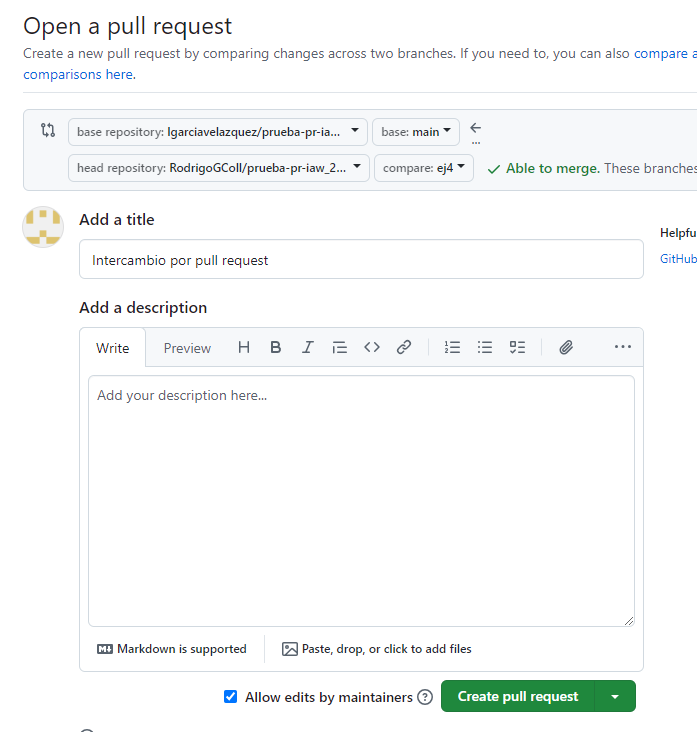 Open a pull request
Create a new pull request by comparing changes across two branches. If you need to, you can also compare a
comparisons here.
base repository: lgarciavelazquez/prueba-pr-ia... base: main
...
head repository: RodrigoGColl/prueba-pr-iaw_2... compare: ej4 Able to merge. These branches
Add a title
Helpfu
Intercambio por pull request
GitHub
Add a description
Write Preview H B I
Add your description here...
Markdown is supported Paste, drop, or click to add files
Allow edits by maintainers Create pull request